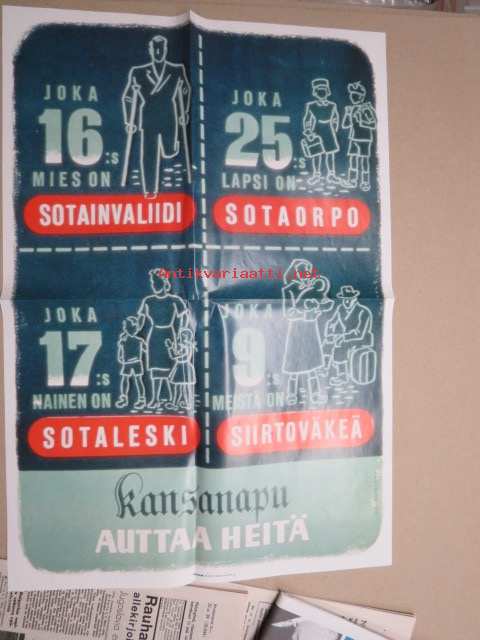 JOKA
16:s
MIES ON
SOTAINVALIIDI
JOKA
25:s
LAPSI ON
SOTAORPO
Antikvariaatti.net
JOKA
17:s
NAINEN ON
SOTALESKI
JOKA
9:s
MEISTÄ ON
SIIRTOVÄKEÄ
Kansanapu
AUTTAA HEITÄ
Rauha
allekirjo